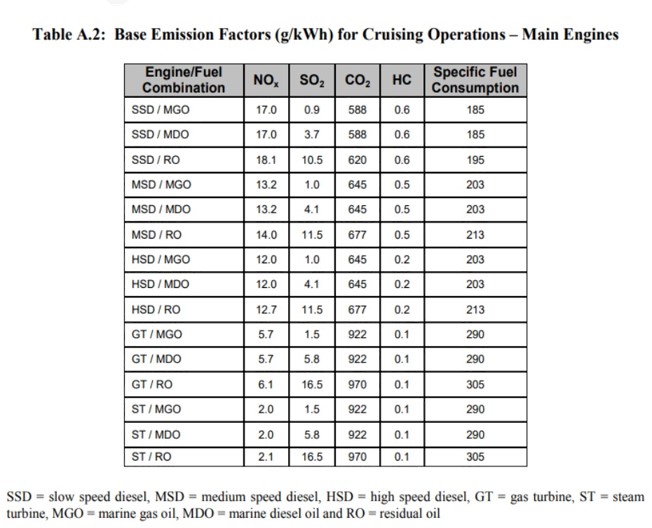 Table A.2: Base Emission Factors (g/kWh) for Cruising Operations – Main Engines
Engine/Fuel Combination NOx SO2 CO2 HC Specific Fuel Consumption
SSD / MGO 17.0 0.9 588 0.6 185
SSD / MDO 17.0 3.7 588 0.6 185
SSD / RO 18.1 10.5 620 0.6 195
MSD / MGO 13.2 1.0 645 0.5 203
MSD / MDO 13.2 4.1 645 0.5 203
MSD / RO 14.0 11.5 677 0.5 213
HSD / MGO 12.0 1.0 645 0.2 203
HSD / MDO 12.0 4.1 645 0.2 203
HSD / RO 12.7 11.5 677 0.2 213
GT / MGO 5.7 1.5 922 0.1 290
GT / MDO 5.7 5.8 922 0.1 290
GT / RO 6.1 16.5 970 0.1 305
ST / MGO 2.0 1.5 922 0.1 290
ST / MDO 2.0 5.8 922 0.1 290
ST / RO 2.1 16.5 970 0.1 305
SSD = slow speed diesel, MSD = medium speed diesel, HSD = high speed diesel, GT = gas turbine, ST = steam
turbine, MGO = marine gas oil, MDO = marine diesel oil and RO = residual oil